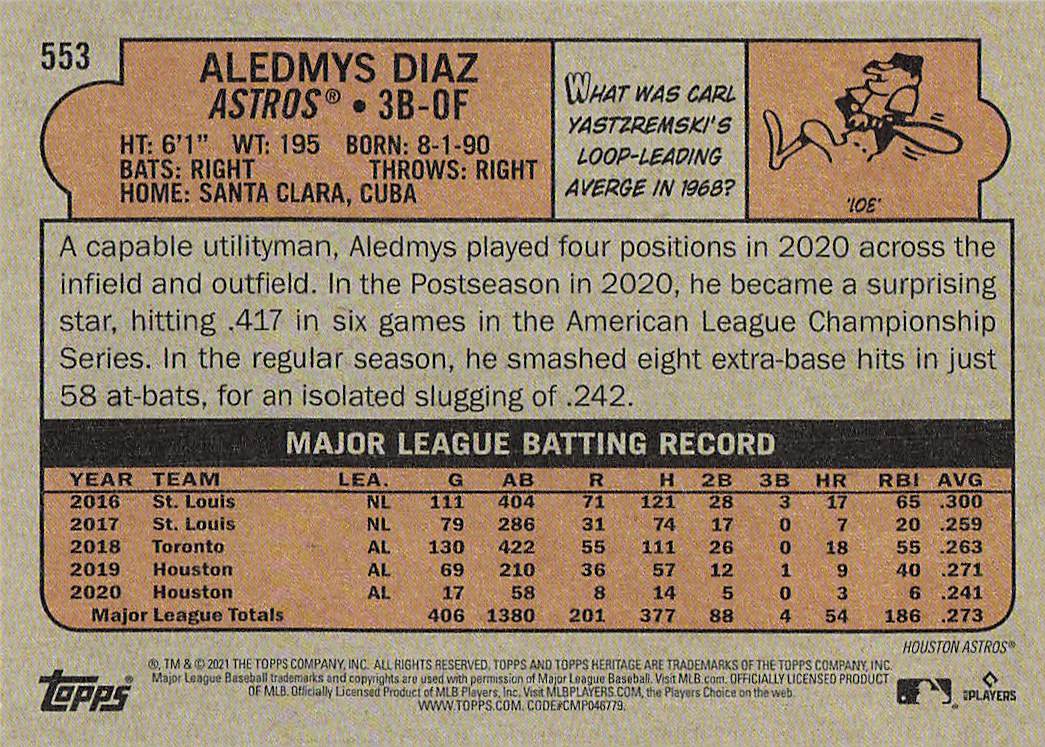 553
ALEDMYS DIAZ
ASTROS® • 3B-OF
HT: 6'1" WT: 195 BORN: 8-1-90
BATS: RIGHT THROWS: RIGHT
HOME: SANTA CLARA, CUBA
WHAT WAS CARL
YASTZREMSKI'S
LOOP-LEADING
AVERGE IN 1968?
'IOE'
A capable utilityman, Aledmys played four positions in 2020 across the
infield and outfield. In the Postseason in 2020, he became a surprising
star, hitting .417 in six games in the American League Championship
Series. In the regular season, he smashed eight extra-base hits in just
58 at-bats, for an isolated slugging of .242.
MAJOR LEAGUE BATTING RECORD
YEAR TEAM LEA. G AB R H 2B 3B HR RBI AVG
2016 St. Louis NL 111 404 71 121 28 3 17 65 .300
2017 St. Louis NL 79 286 31 74 17 0 7 20 .259
2018 Toronto AL 130 422 55 111 26 0 18 55 .263
2019 Houston AL 69 210 36 57 12 1 9 40 .271
2020 Houston AL 17 58 8 14 5 0 3 6 .241
Major League Totals 406 1380 201 377 88 4 54 186 .273
HOUSTON ASTROS®
®, TM & © 2021 THE TOPPS COMPANY, INC. ALL RIGHTS RESERVED. TOPPS AND TOPPS HERITAGE ARE TRADEMARKS OF THE TOPPS COMPANY, INC.
Major League Baseball trademarks and copyrights are used with permission of Major League Baseball. Visit MLB.com. OFFICIALLY LICENSED PRODUCT
OF MLB. Officially Licensed Product of MLB Players, Inc. Visit MLBPLAYERS.COM, the Players Choice on the web.
WWW.TOPPS.COM. CODE#CMP046779.
topps®
PLAYERS